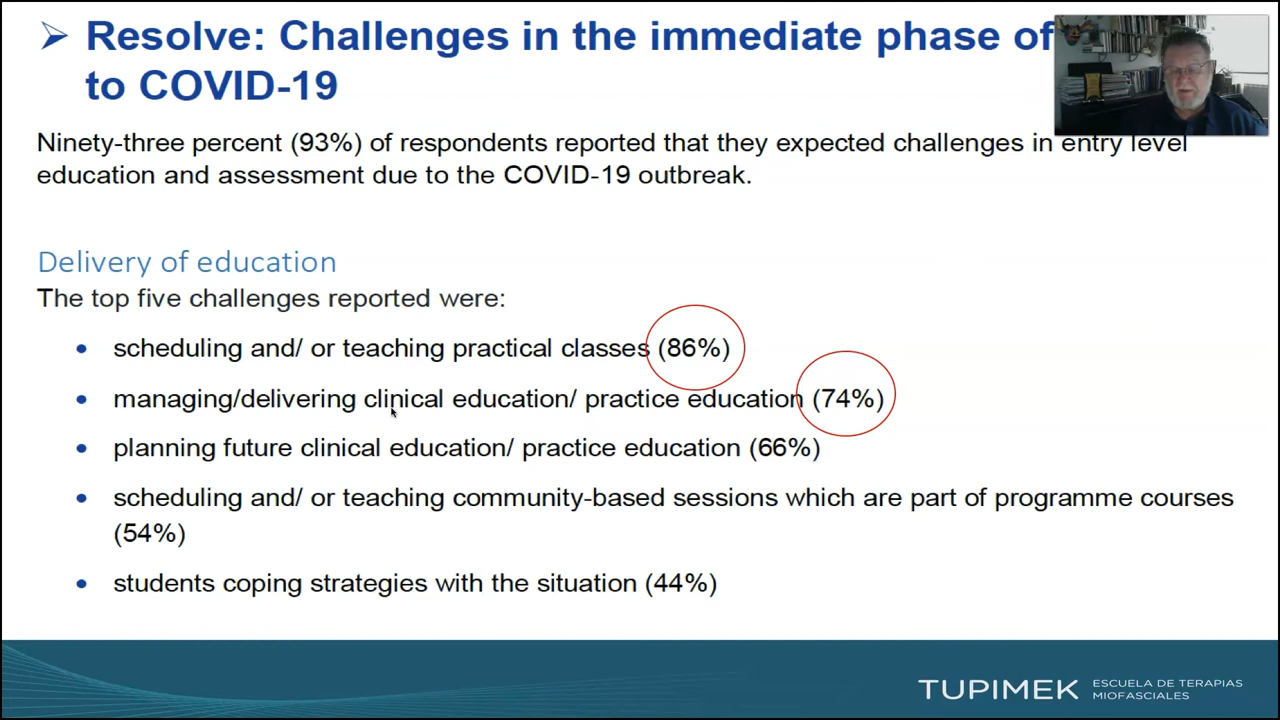 Resolve: Challenges in the immediate phase of
to COVID-19
Ninety-three percent (93%) of respondents reported that they expected challenges in entry level
education and assessment due to the COVID-19 outbreak.
Delivery of education
The top five challenges reported were:
scheduling and/ or teaching practical classes (86%)
managing/delivering clinical education/ practice education (74%)
planning future clinical education/ practice education (66%)
scheduling and/ or teaching community-based sessions which are part of programme courses
(54%)
students coping strategies with the situation (44%)
TUPIMEK ESCUELA DE TERAPIAS
MIOFASCIALES